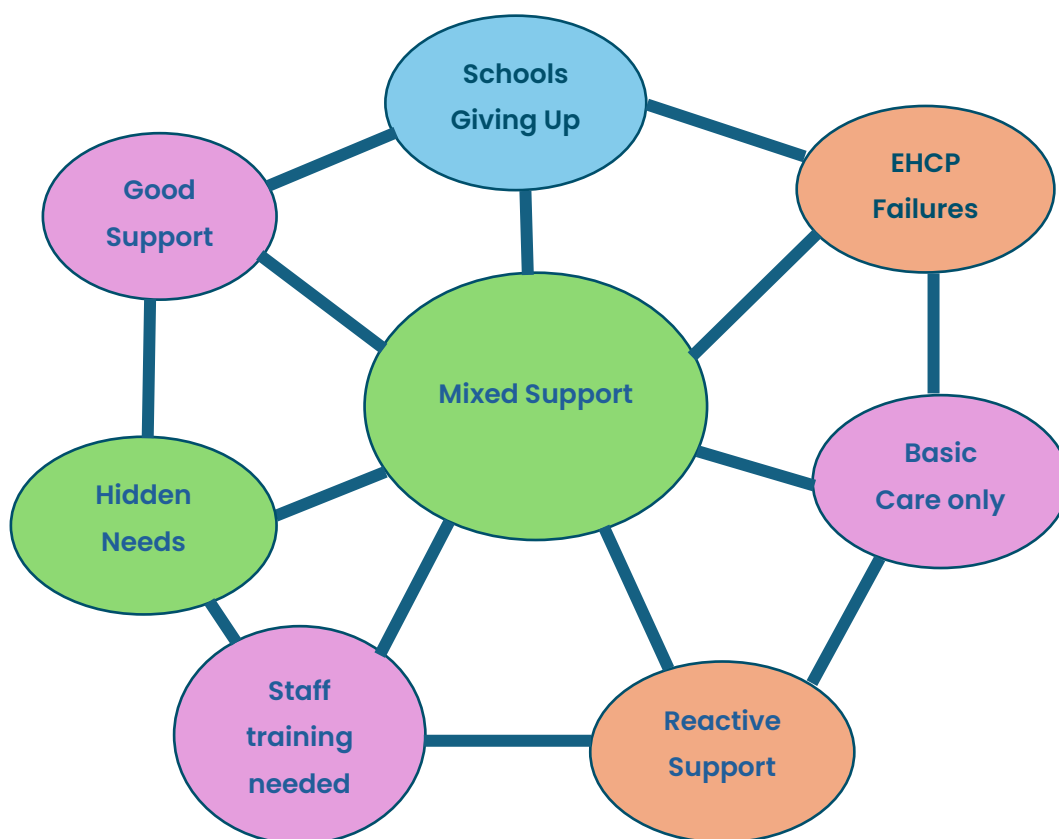 Schools
Giving Up
EHCP
Failures
Good
Support
Mixed Support
Basic
Care only
Hidden
Needs
Staff
training
needed
Reactive
Support